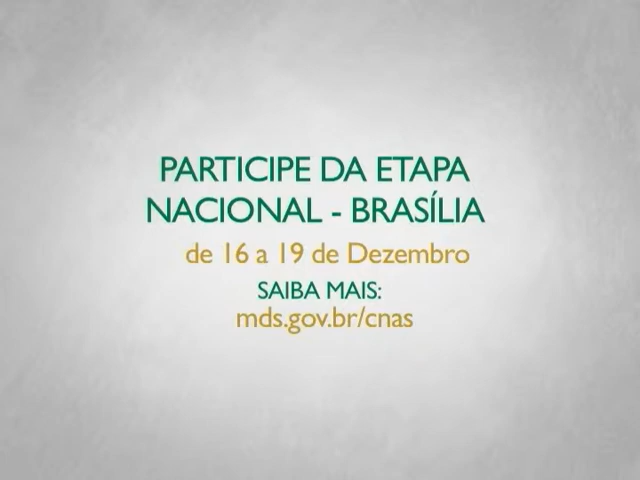 PARTICIPE DA ETAPA
NACIONAL - BRASÍLIA
de 16 a 19 de Dezembro
SAIBA MAIS:
mds.gov.br/cnas